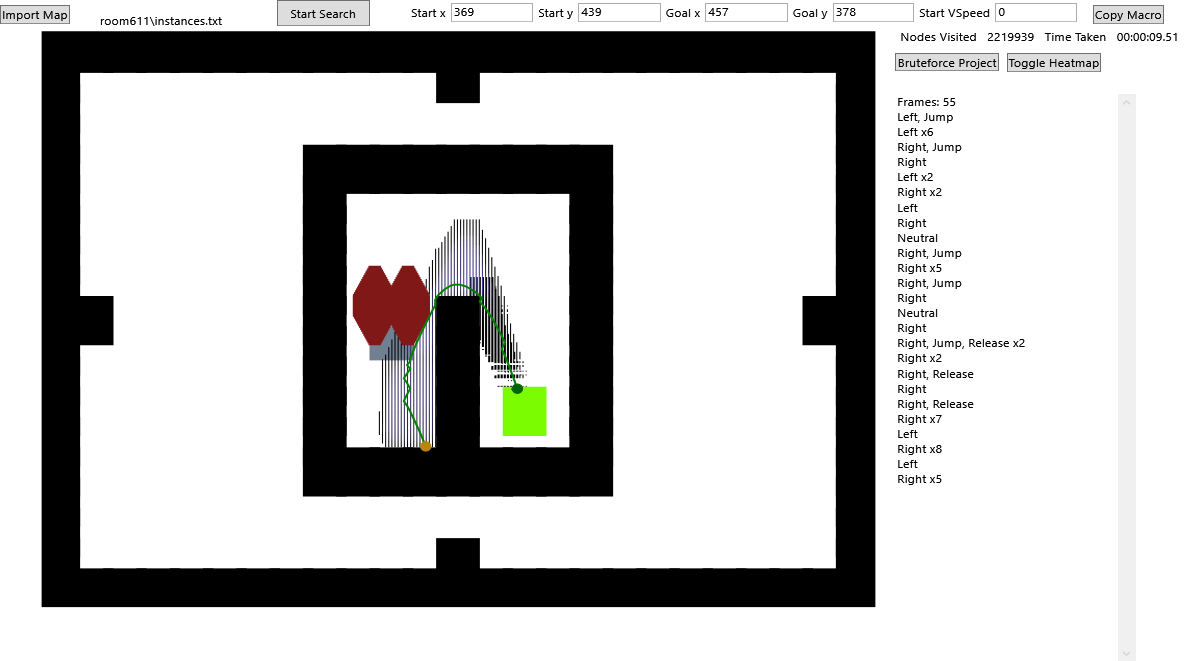 Import Map
room611\instances.txt
Start Search
Start x 369 Start y 439 Goal x 457 Goal y 378 Start VSpeed 0
Copy Macro
Nodes Visited 2219939 Time Taken 00:00:09.51
Bruteforce Project Toggle Heatmap
Frames: 55
Left, Jump
Left x6
Right, Jump
Right
Left x2
Right x2
Left
Right
Neutral
Right, Jump
Right x5
Right, Jump
Right
Neutral
Right
Right, Jump, Release x2
Right x2
Right, Release
Right
Right, Release
Right x7
Left
Right x8
Left
Right x5